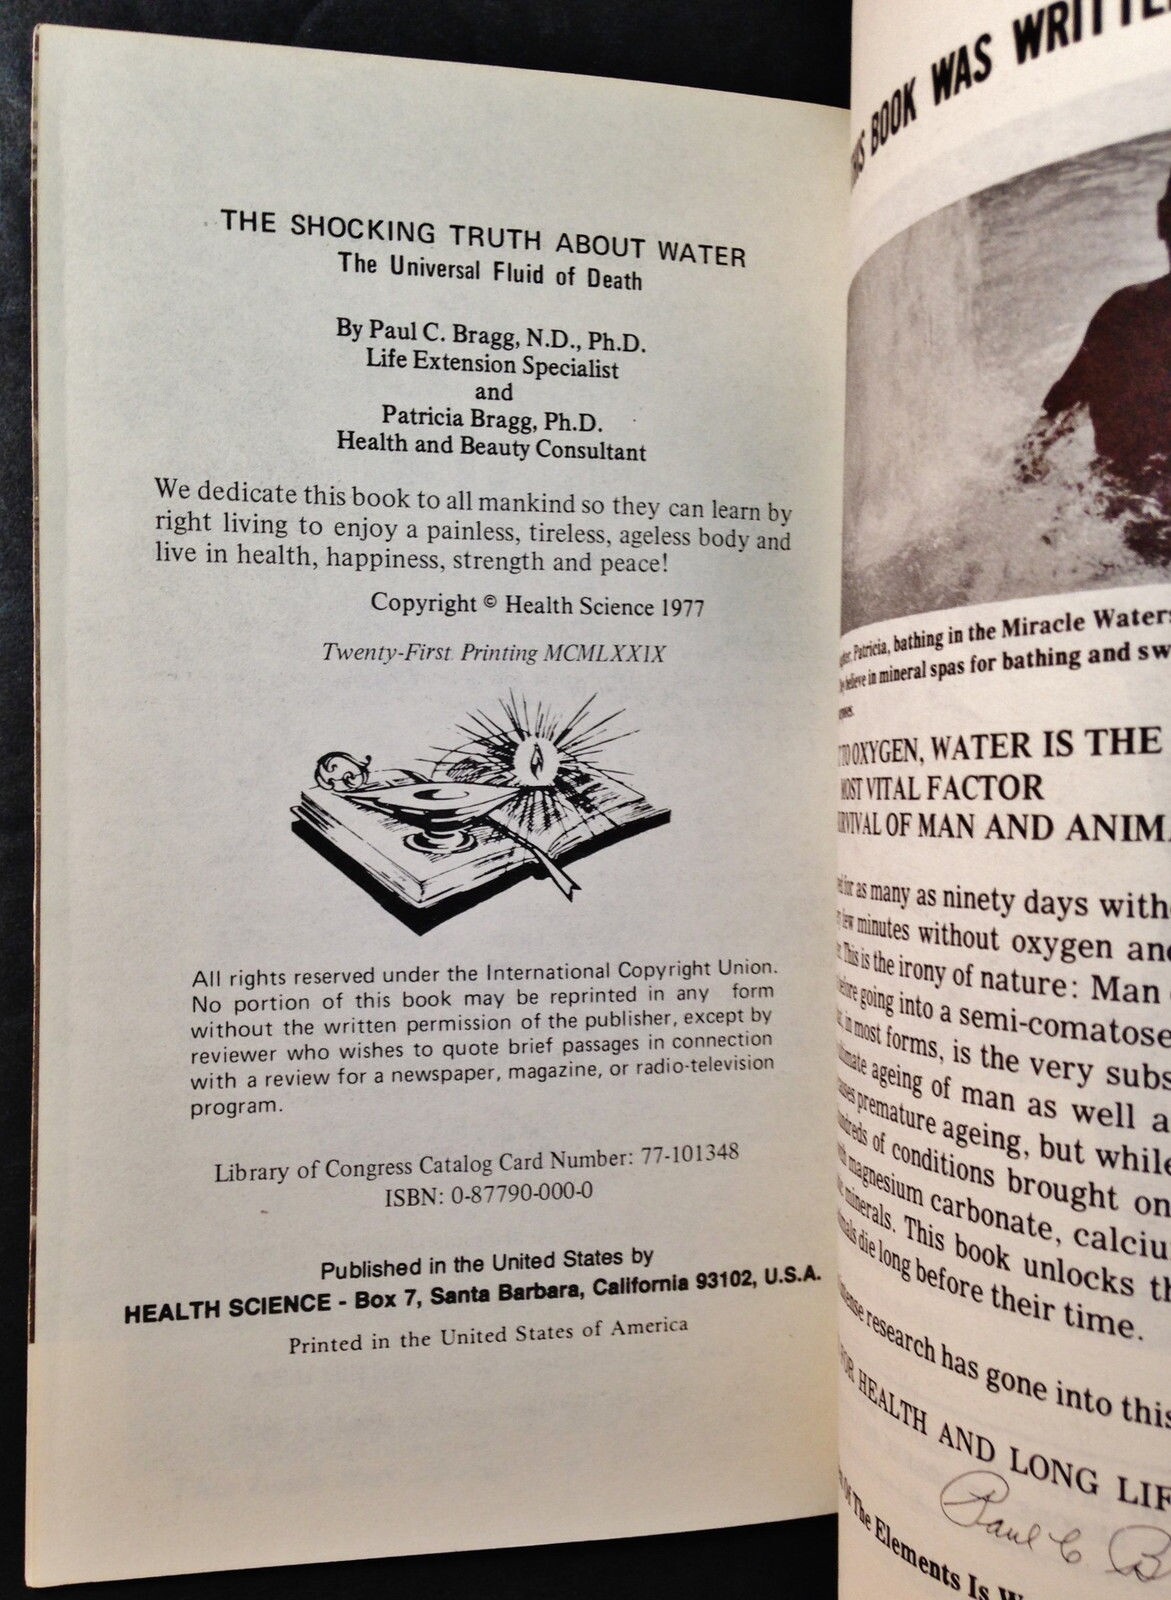 THE SHOCKING TRUTH ABOUT WATER
The Universal Fluid of Death
By Paul C. Bragg, N.D., Ph.D.
Life Extension Specialist
and
Patricia Bragg, Ph.D.
Health and Beauty Consultant
We dedicate this book to all mankind so they can learn by
right living to enjoy a painless, tireless, ageless body and
live in health, happiness, strength and peace!
Copyright © Health Science 1977
Twenty-First Printing MCMLXXIX
All rights reserved under the International Copyright Union.
No portion of this book may be reprinted in any form
without the written permission of the publisher, except by
reviewer who wishes to quote brief passages in connection
with a review for a newspaper, magazine, or radio-television
program.
Library of Congress Catalog Card Number: 77-101348
ISBN: 0-87790-000-0
Published in the United States by
HEALTH SCIENCE - Box 7, Santa Barbara, California 93102, U.S.A.
Printed in the United States of America
BOOK WAS WRITTE
Patricia, bathing in the Miracle Waters
believe in mineral spas for bathing and sw
TO OXYGEN, WATER IS THE
MOST VITAL FACTOR
OF MAN AND ANIMA
for as many as ninety days with
few minutes without oxygen and
This is the irony of nature: Man
before going into a semi-comatose
in most forms, is the very subs
ageing of man as well a
premature ageing, but while
of conditions brought on
magnesium carbonate, calciu
minerals. This book unlocks th
die long before their time.
research has gone into this
FOR HEALTH AND LONG LIF
Paul C B
Of The Elements Is W